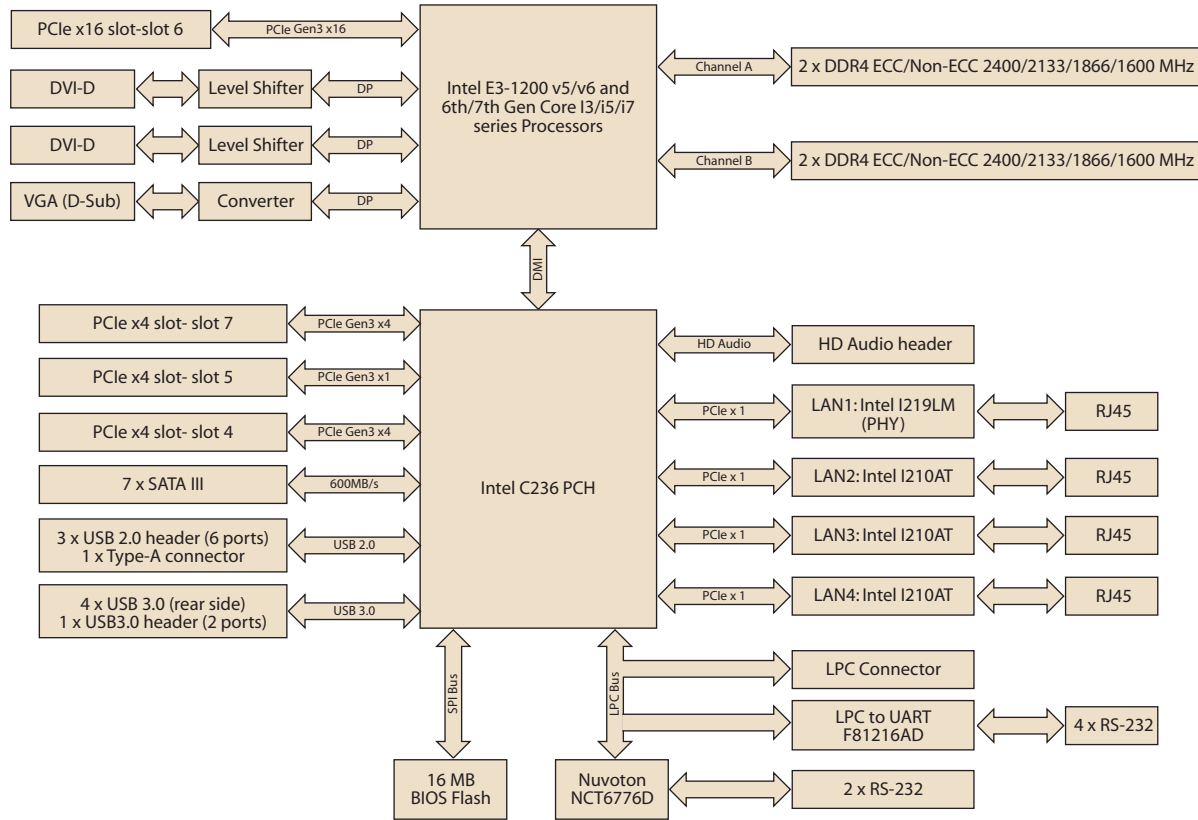 PCIe x16 slot-slot 6
PCIe Gen3 x16
DVI-D
Level Shifter
DP
DVI-D
Level Shifter
DP
VGA (D-Sub)
Converter
DP
Intel E3-1200 v5/v6 and
6th/7th Gen Core I3/i5/i7
series Processors
Channel A
2 x DDR4 ECC/Non-ECC 2400/2133/1866/1600 MHz
Channel B
2 x DDR4 ECC/Non-ECC 2400/2133/1866/1600 MHz
DMI
PCIe x4 slot- slot 7
PCIe Gen3 x4
PCIe x4 slot- slot 5
PCIe Gen3 x1
PCIe x4 slot- slot 4
PCIe Gen3 x4
7 x SATA III
600MB/s
3 x USB 2.0 header (6 ports)
1 x Type-A connector
USB 2.0
4 x USB 3.0 (rear side)
1 x USB3.0 header (2 ports)
USB 3.0
Intel C236 PCH
HD Audio
HD Audio header
PCIe x 1
LAN1: Intel I219LM
(PHY)
RJ45
PCIe x 1
LAN2: Intel I210AT
RJ45
PCIe x 1
LAN3: Intel I210AT
RJ45
PCIe x 1
LAN4: Intel I210AT
RJ45
SPI Bus
LPC Bus
LPC Connector
LPC to UART
F81216AD
4 x RS-232
16 MB
BIOS Flash
Nuvoton
NCT6776D
2 x RS-232